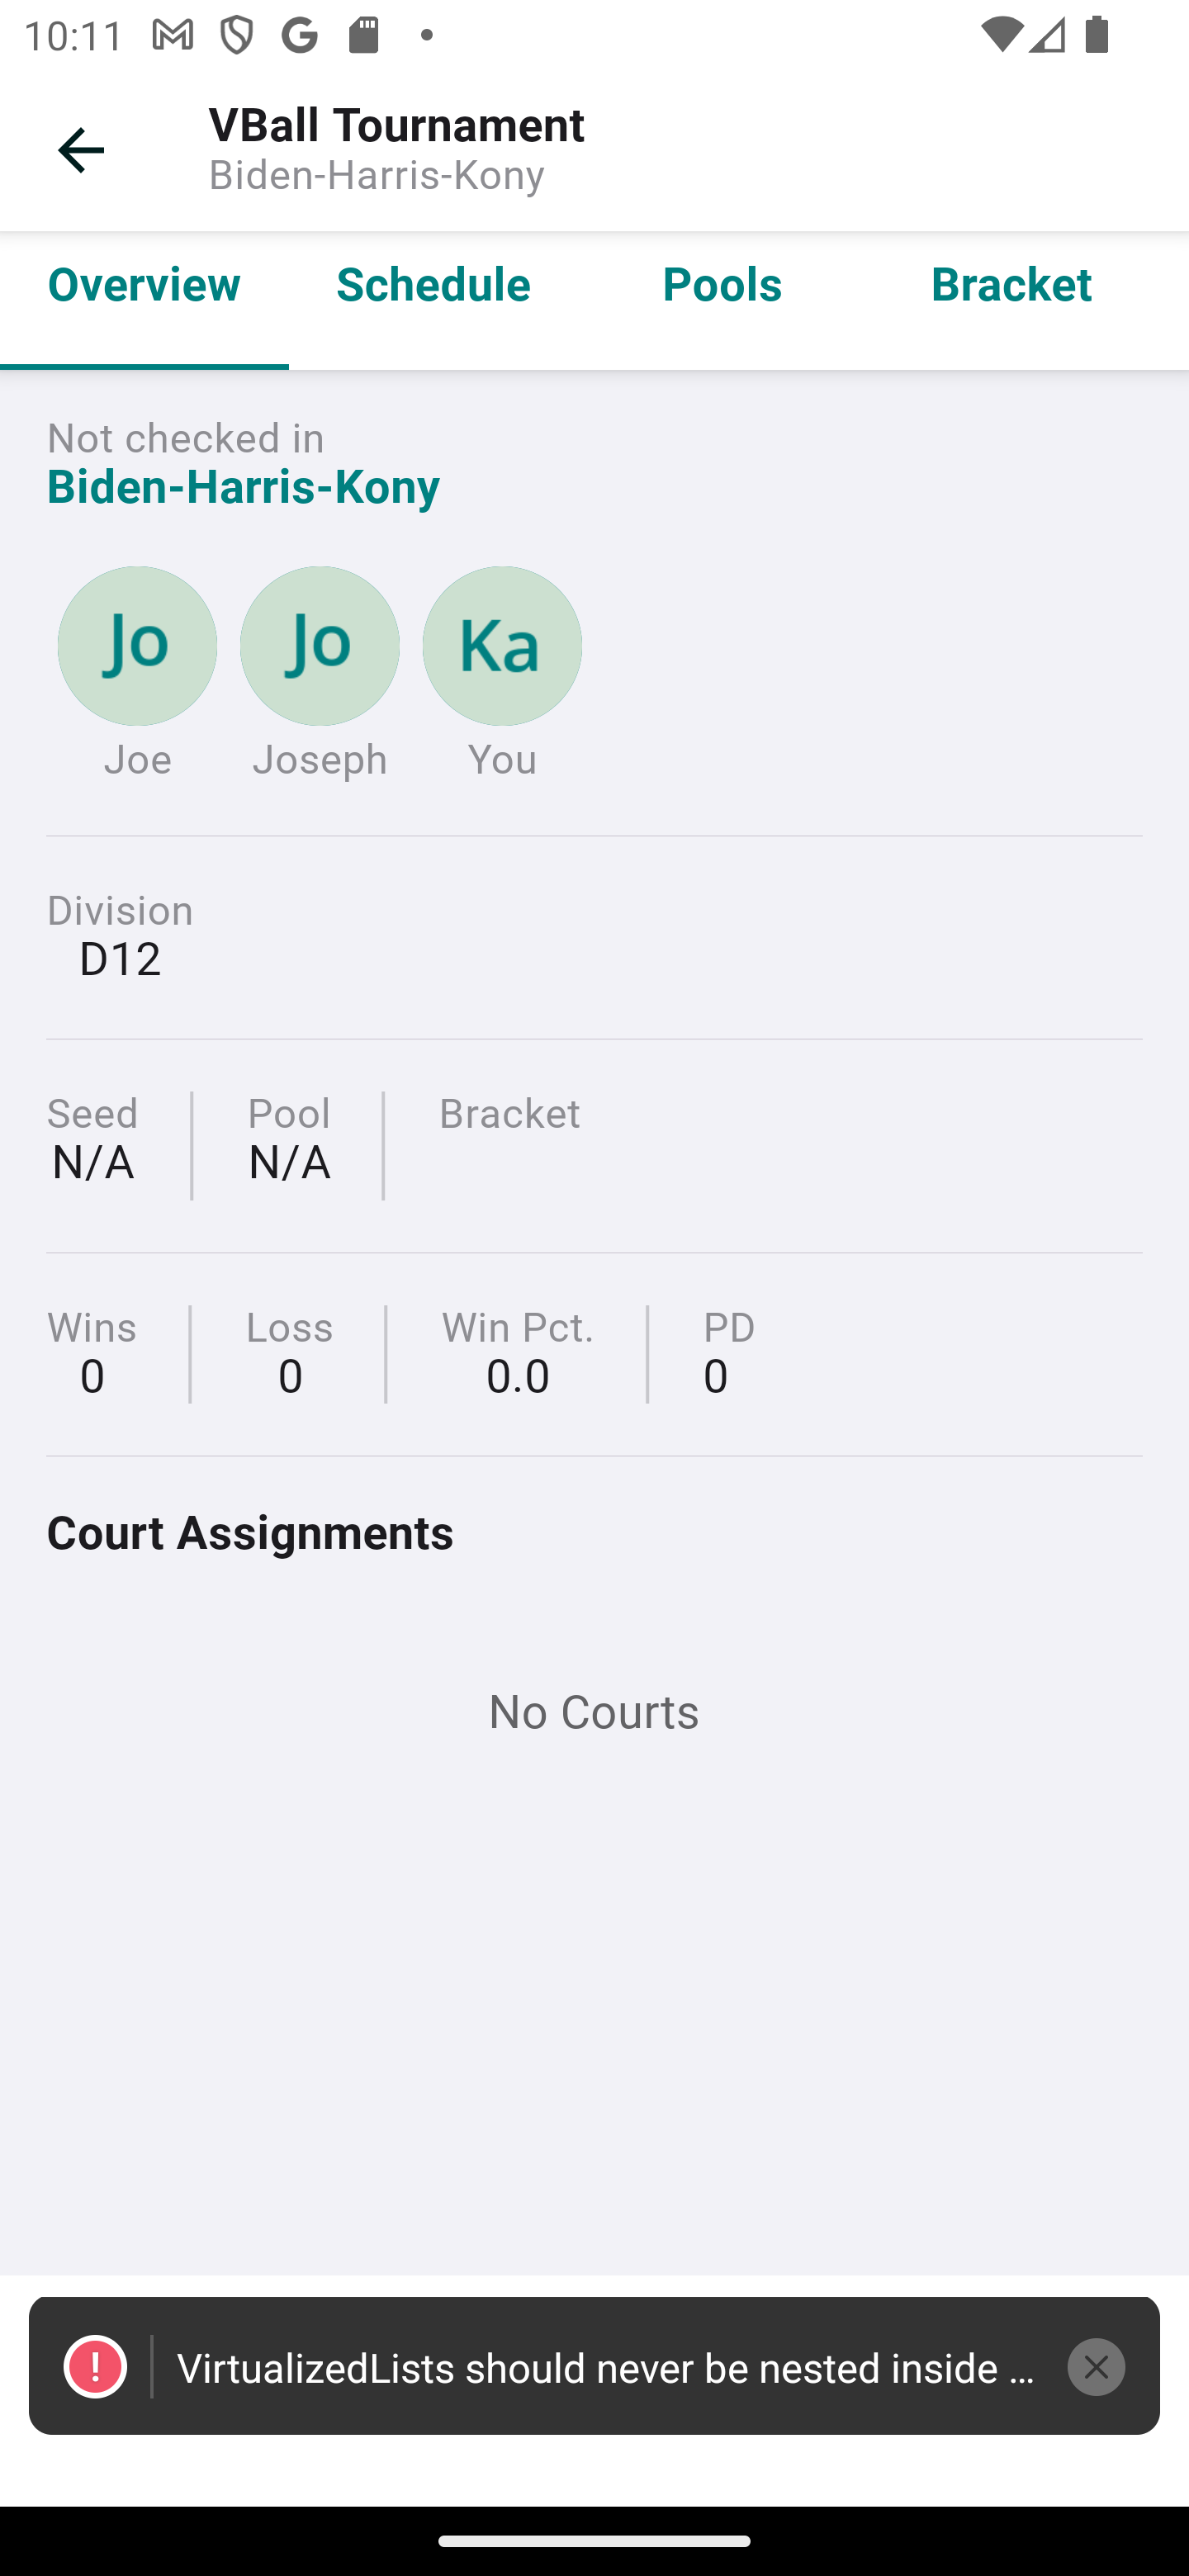 10:11
VBall Tournament
Biden-Harris-Kony
Overview Schedule Pools Bracket
Not checked in
Biden-Harris-Kony
Jo Jo Ka
Joe Joseph You
Division
D12
Seed Pool Bracket
N/A N/A
Wins Loss Win Pct. PD
0 0 0.0 0
Court Assignments
No Courts
! VirtualizedLists should never be nested inside ...